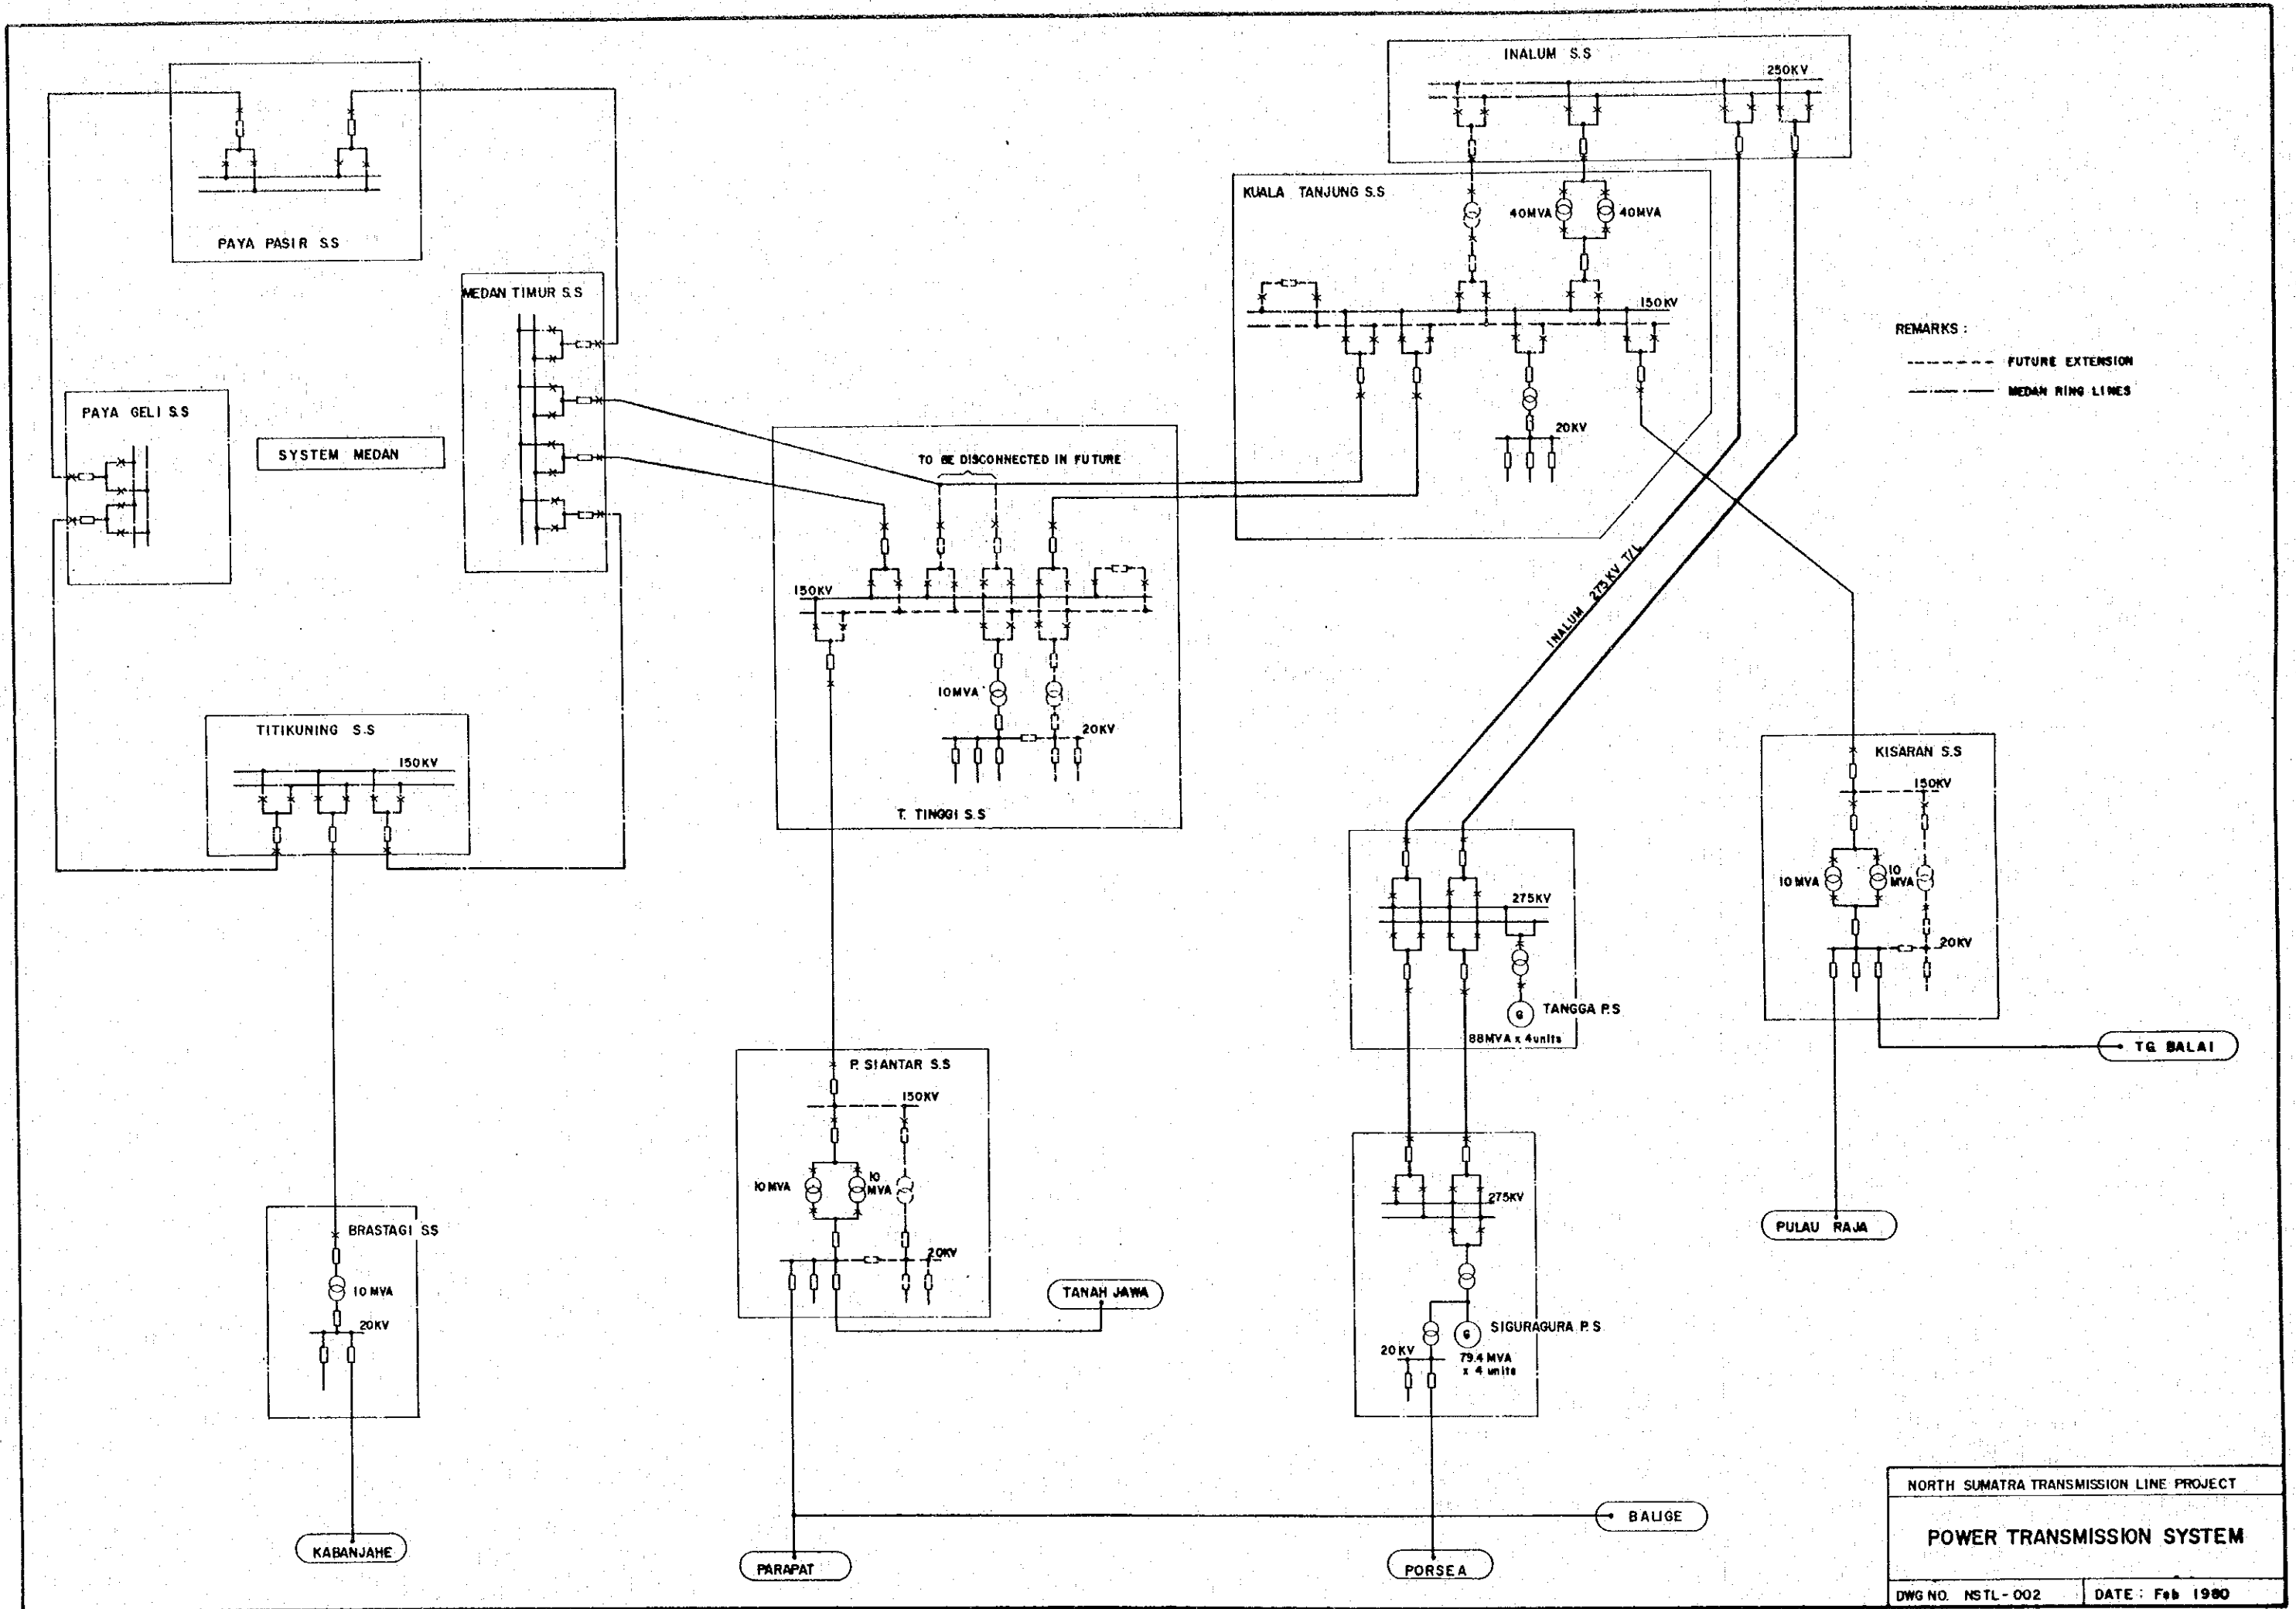 INALUM S.S
250KV
PAYA PASIR S.S
KUALA TANJUNG S.S
40MVA
40MVA
150KV
20KV
MEDAN TIMUR S.S
REMARKS :
FUTURE EXTENSION
MEDAN RING LINES
PAYA GELI S.S
SYSTEM MEDAN
TO BE DISCONNECTED IN FUTURE
150KV
10MVA
20KV
T. TINGGI S.S
INALUM 275KV T/L
TITIKUNING S.S
150KV
KISARAN S.S
150KV
10 MVA
10
MVA
20KV
275KV
G
TANGGA P.S
88MVA x 4units
TG. BALAI
P. SIANTAR S.S
150KV
10 MVA
10
MVA
20KV
TANAH JAWA
275KV
G
SIGURAGURA P.S
20 KV
79.4 MVA
x 4 units
PULAU RAJA
BRASTAGI S.S
10 MVA
20KV
KABANJAHE
PARAPAT
BALIGE
PORSEA
NORTH SUMATRA TRANSMISSION LINE PROJECT
POWER TRANSMISSION SYSTEM
DWG NO. NSTL-002
DATE : Feb 1980